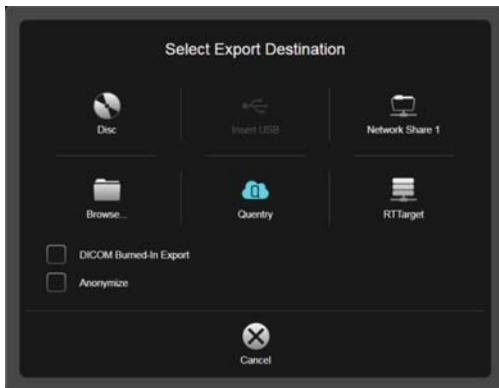 Select Export Destination
Disc
Insert USB
Network Share 1
Browse...
Quentry
RTTarget
DICOM Burned-In Export
Anonymize
Cancel